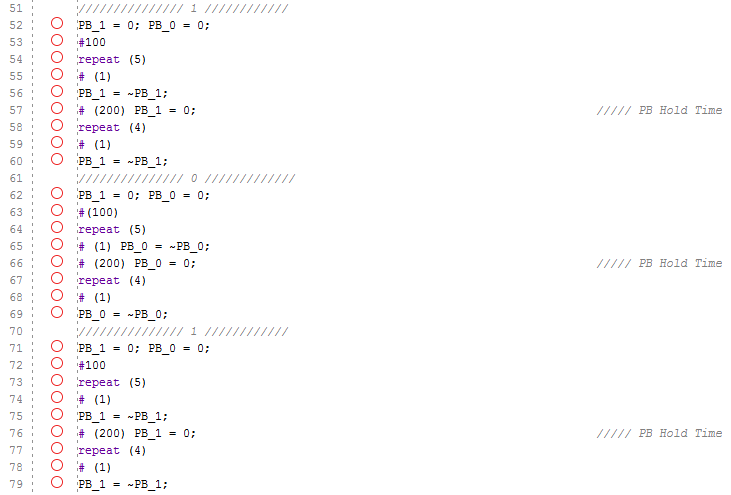 51 /////////////// 1 ////////////
52 PB_1 = 0; PB_0 = 0;
53 #100
54 repeat (5)
55 # (1)
56 PB_1 = ~PB_1;
57 # (200) PB_1 = 0; ///// PB Hold Time
58 repeat (4)
59 # (1)
60 PB_1 = ~PB_1;
61 /////////////// 0 /////////////
62 PB_1 = 0; PB_0 = 0;
63 #(100)
64 repeat (5)
65 # (1) PB_0 = ~PB_0;
66 # (200) PB_0 = 0; ///// PB Hold Time
67 repeat (4)
68 # (1)
69 PB_0 = ~PB_0;
70 /////////////// 1 ////////////
71 PB_1 = 0; PB_0 = 0;
72 #100
73 repeat (5)
74 # (1)
75 PB_1 = ~PB_1;
76 # (200) PB_1 = 0; ///// PB Hold Time
77 repeat (4)
78 # (1)
79 PB_1 = ~PB_1;